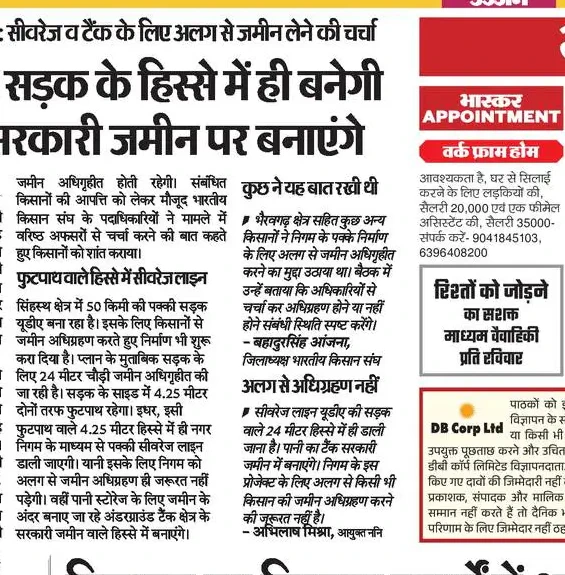 उज्जैन
: सीवरेज व टैंक के लिए अलग से जमीन लेने की चर्चा
सड़क के हिस्से में ही बनेगी
सरकारी जमीन पर बनाएंगे
जमीन अधिगृहीत होती रहेगी। संबंधित
किसानों की आपत्ति को लेकर मौजूद भारतीय
किसान संघ के पदाधिकारियों ने मामले में
वरिष्ठ अफसरों से चर्चा करने की बात कहते
हुए किसानों को शांत कराया।
फुटपाथ वाले हिस्से में सीवरेज लाइन
सिंहस्थ क्षेत्र में 50 किमी की पक्की सड़क
यूडीए बना रहा है। इसके लिए किसानों से
जमीन अधिग्रहण करते हुए निर्माण भी शुरू
करा दिया है। प्लान के मुताबिक सड़क के
लिए 24 मीटर चौड़ी जमीन अधिगृहीत की
जा रही है। सड़क के साइड में 4.25 मीटर
दोनों तरफ फुटपाथ रहेगा। इधर, इसी
फुटपाथ वाले 4.25 मीटर हिस्से में ही नगर
निगम के माध्यम से पक्की सीवरेज लाइन
डाली जाएगी। यानी इसके लिए निगम को
अलग से जमीन अधिग्रहण ही जरूरत नहीं
पड़ेगी। वहीं पानी स्टोरेज के लिए जमीन के
अंदर बनाए जा रहे अंडरग्राउंड टैंक क्षेत्र के
सरकारी जमीन वाले हिस्से में बनाएंगे।
कुछ ने यह बात रखी थी
भैरवगढ़ क्षेत्र सहित कुछ अन्य
किसानों ने निगम के पक्के निर्माण
के लिए अलग से जमीन अधिगृहीत
करने का मुद्दा उठाया था। बैठक में
उन्हें बताया कि अधिकारियों से
चर्चा कर अधिग्रहण होने या नहीं
होने संबंधी स्थिति स्पष्ट करेंगे।
- बहादुरसिंह आंजना,
जिलाध्यक्ष भारतीय किसान संघ
अलग से अधिग्रहण नहीं
सीवरेज लाइन यूडीए की सड़क
वाले 24 मीटर हिस्से में ही डाली
जाना है। पानी का टैंक सरकारी
जमीन में बनाएंगे। निगम के इस
प्रोजेक्ट के लिए अलग से किसी भी
किसान की जमीन अधिग्रहण करने
की जरूरत नहीं है।
- अभिलाष मिश्रा, आयुक्त ननि
भास्कर
APPOINTMENT
वर्क फ्राम होम
आवश्यकता है, घर से सिलाई
करने के लिए लड़कियों की,
सैलरी 20,000 एवं एक फीमेल
असिस्टेंट की, सैलरी 35000-
संपर्क करें- 9041845103,
6396408200
रिश्तों को जोड़ने
का सशक्त
माध्यम वैवाहिकी
प्रति रविवार
DB Corp Ltd
पाठकों को
विज्ञापन के
या किसी भी
उपयुक्त पूछताछ करने और उचित
डीबी कॉर्प लिमिटेड विज्ञापनदाता
किए गए दावों की जिम्मेदारी नहीं
प्रकाशक, संपादक और मालिक
सम्मान नहीं करते हैं तो दैनिक
परिणाम के लिए जिम्मेदार नहीं